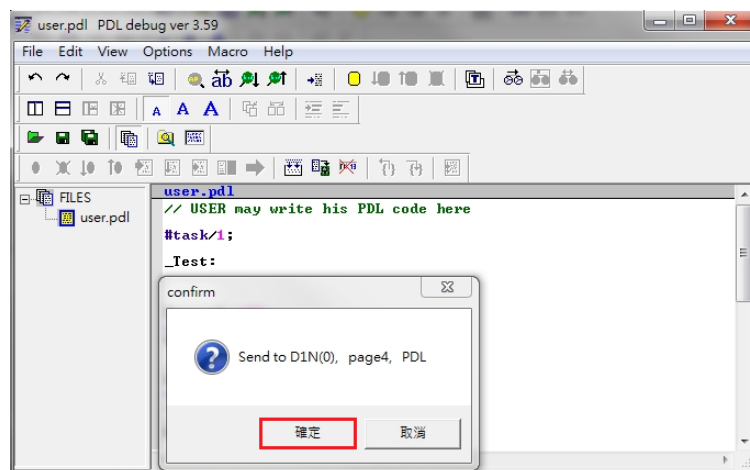 user.pdl PDL debug ver 3.59
File Edit View Options Macro Help
FILES
user.pdl
user.pdl
// USER may write his PDL code here
#task/1;
_Test:
confirm
Send to D1N(0), page4, PDL
確定 取消